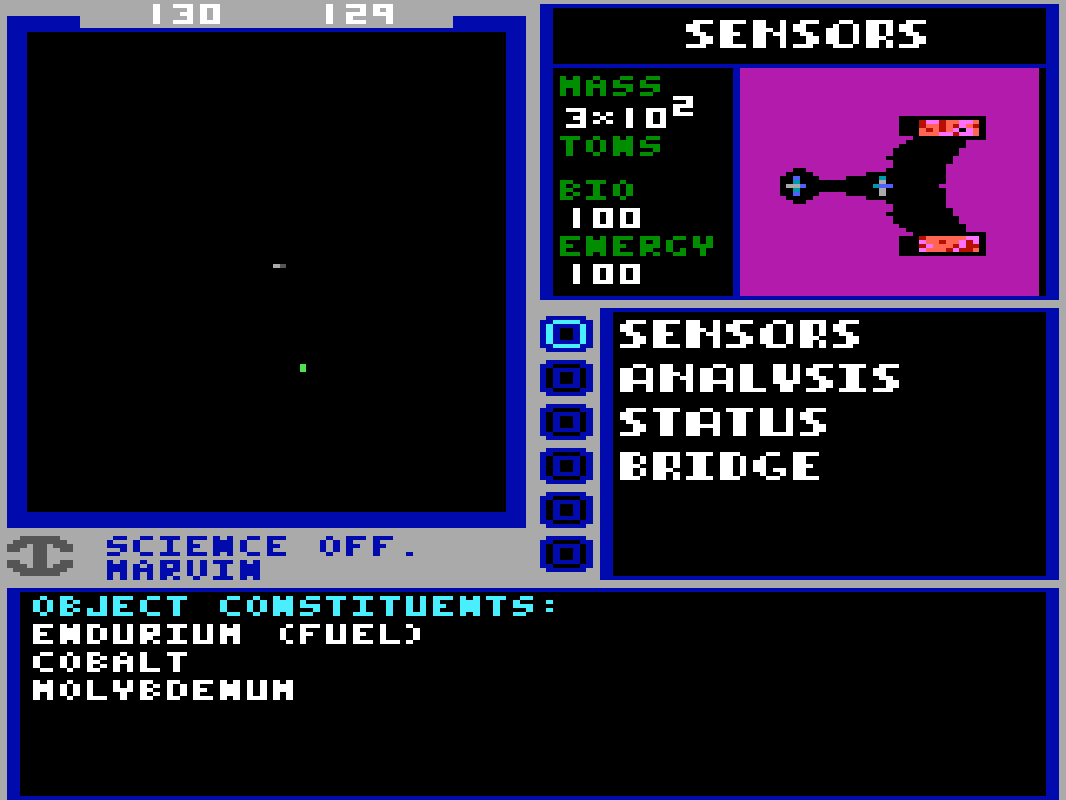 130 129
SENSORS
MASS
3×10²
TONS
BIO
100
ENERGY
100
SENSORS
ANALYSIS
STATUS
BRIDGE
SCIENCE OFF.
MARVIN
OBJECT CONSTITUENTS:
ENDURIUM (FUEL)
COBALT
MOLYBDENUM